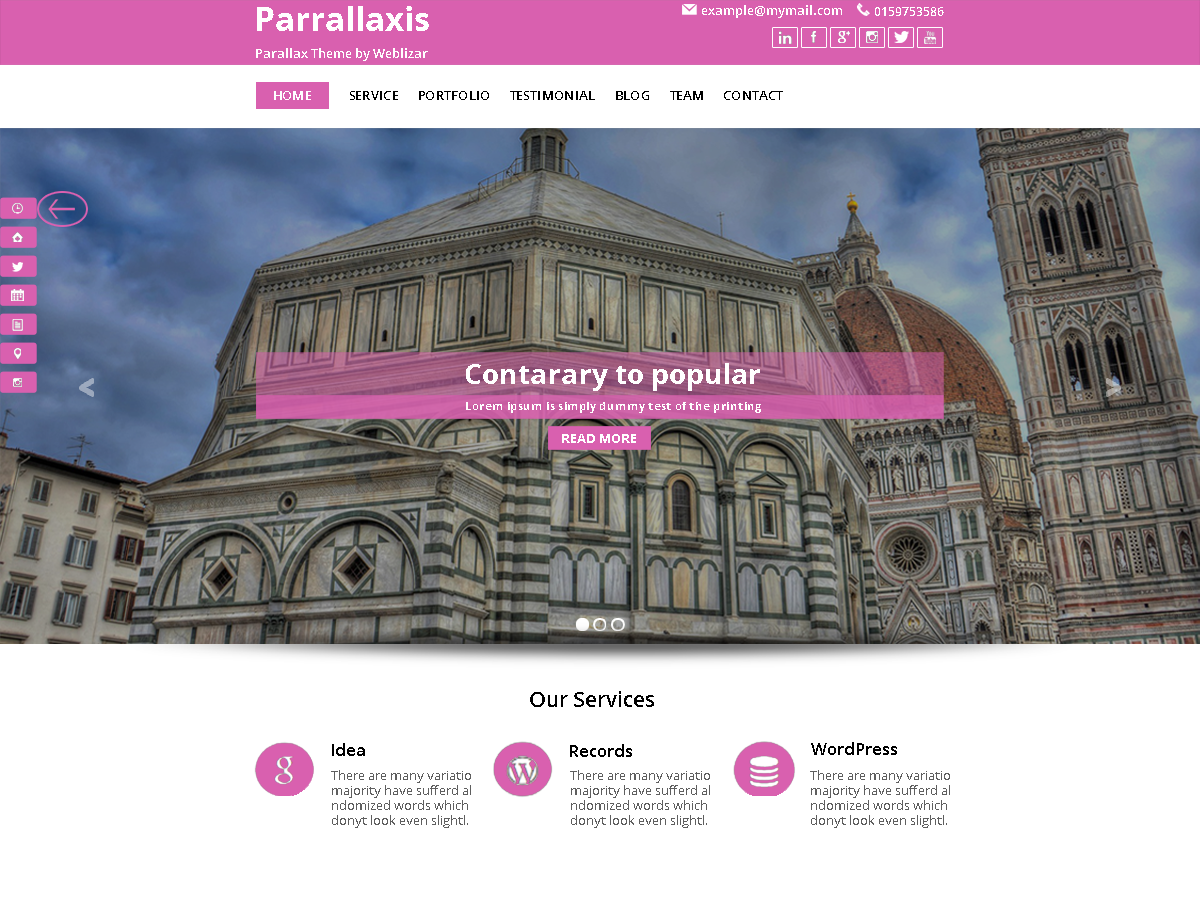 Parrallaxis
Parallax Theme by Weblizar
example@mymail.com 0159753586
HOME SERVICE PORTFOLIO TESTIMONIAL BLOG TEAM CONTACT
Contarary to popular
Lorem ipsum is simply dummy test of the printing
READ MORE
Our Services
Idea
There are many variatio
majority have sufferd al
ndomized words which
donyt look even slightl.
Records
There are many variatio
majority have sufferd al
ndomized words which
donyt look even slightl.
WordPress
There are many variatio
majority have sufferd al
ndomized words which
donyt look even slightl.